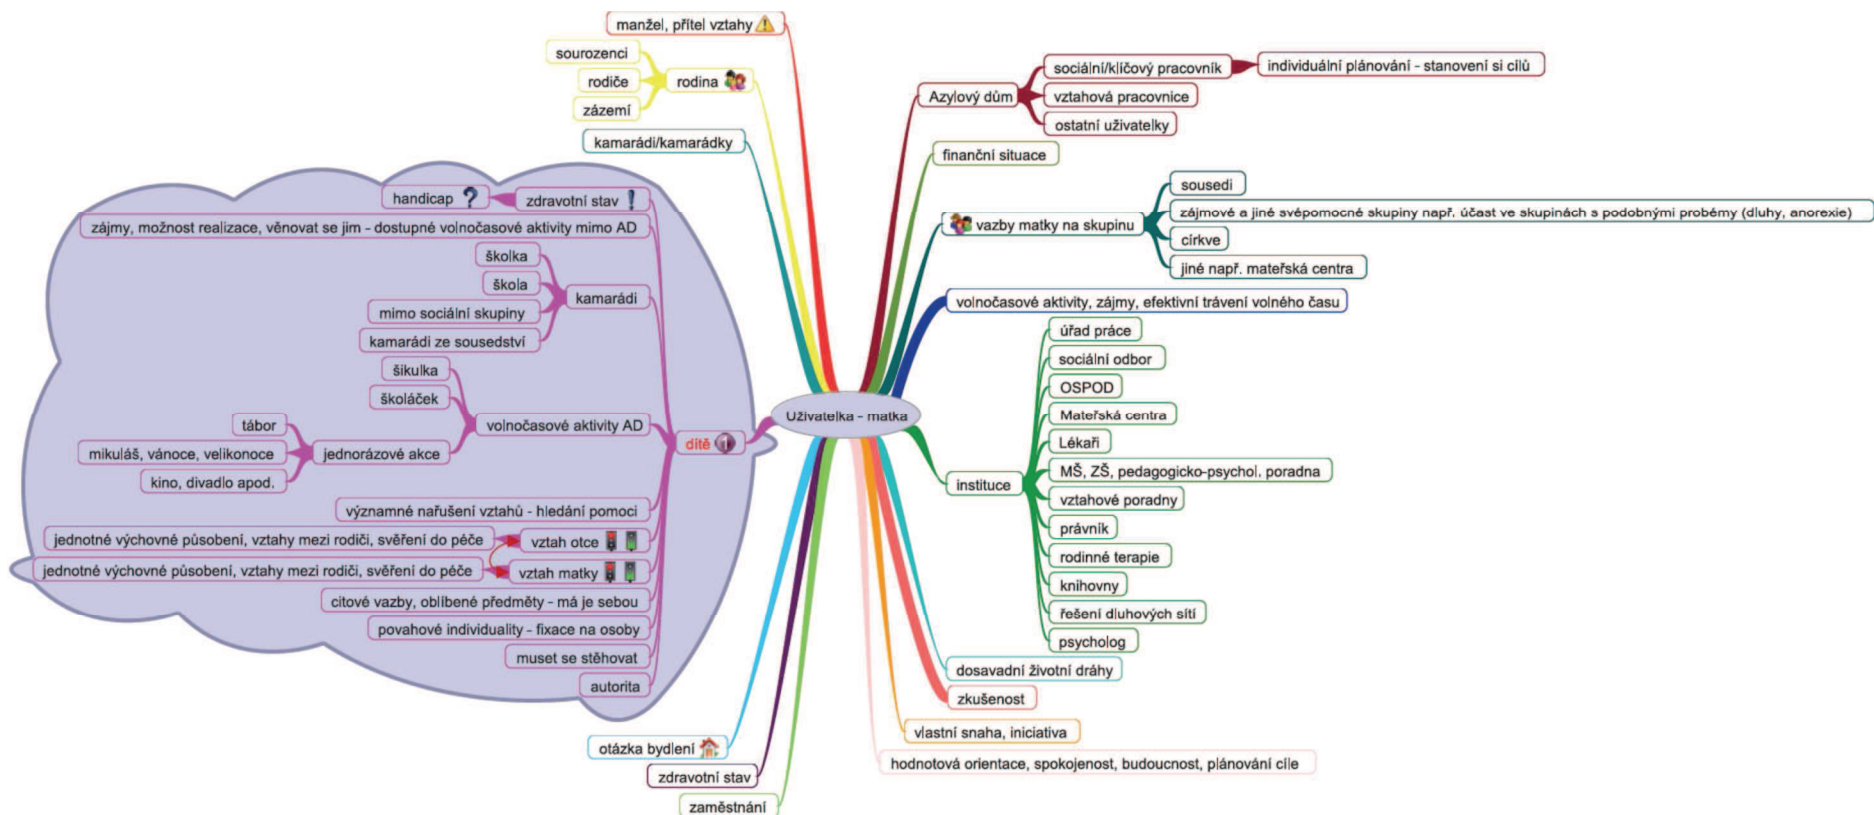 manžel, přítel vztahy
sourozenci
rodiče
zázemí
rodina
kamarádi/kamarádky
handicap
zdravotní stav
zájmy, možnost realizace, věnovat se jim - dostupné volnočasové aktivity mimo AD
školka
škola
mimo sociální skupiny
kamarádi ze sousedství
kamarádi
šikulka
školáček
tábor
mikuláš, vánoce, velikonoce
kino, divadlo apod.
jednorázové akce
volnočasové aktivity AD
dítě
1
významné nařušení vztahů - hledání pomoci
jednotné výchovné působení, vztahy mezi rodiči, svěření do péče
vztah otce
jednotné výchovné působení, vztahy mezi rodiči, svěření do péče
vztah matky
citové vazby, oblíbené předměty - má je sebou
povahové individuality - fixace na osoby
muset se stěhovat
autorita
otázka bydlení
zdravotní stav
zaměstnání
Uživatelka - matka
Azylový dům
sociální/klíčový pracovník
individuální plánování - stanovení si cílů
vztahová pracovnice
ostatní uživatelky
finanční situace
vazby matky na skupinu
sousedi
zájmové a jiné svépomocné skupiny např. účast ve skupinách s podobnými probémy (dluhy, anorexie)
církve
jiné např. mateřská centra
volnočasové aktivity, zájmy, efektivní trávení volného času
instituce
úřad práce
sociální odbor
OSPOD
Mateřská centra
Lékaři
MŠ, ZŠ, pedagogicko-psychol. poradna
vztahové poradny
právník
rodinné terapie
knihovny
řešení dluhových sítí
psycholog
dosavadní životní dráhy
zkušenost
vlastní snaha, iniciativa
hodnotová orientace, spokojenost, budoucnost, plánování cíle